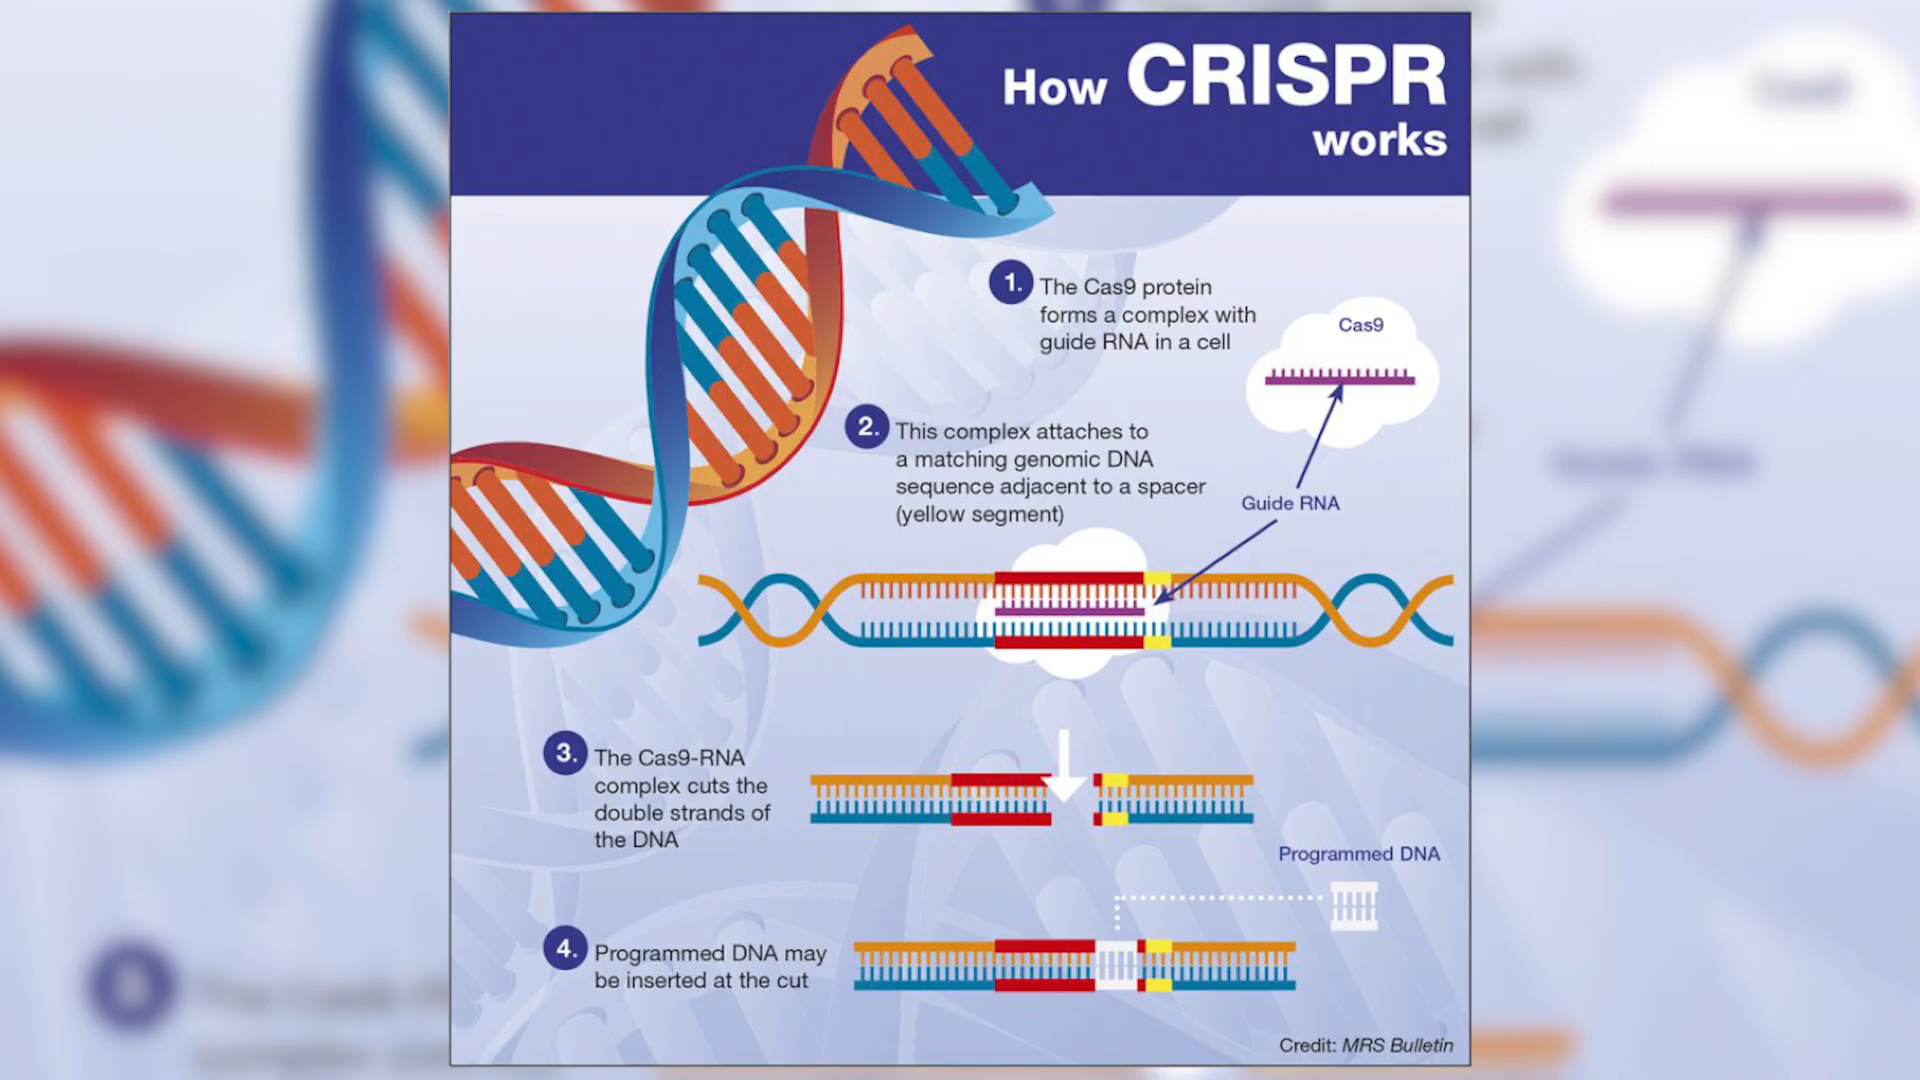 How CRISPR
works
1. The Cas9 protein
forms a complex with
guide RNA in a cell
Cas9
2. This complex attaches to
a matching genomic DNA
sequence adjacent to a spacer
(yellow segment)
Guide RNA
3. The Cas9-RNA
complex cuts the
double strands of
the DNA
Programmed DNA
4. Programmed DNA may
be inserted at the cut
Credit: MRS Bulletin